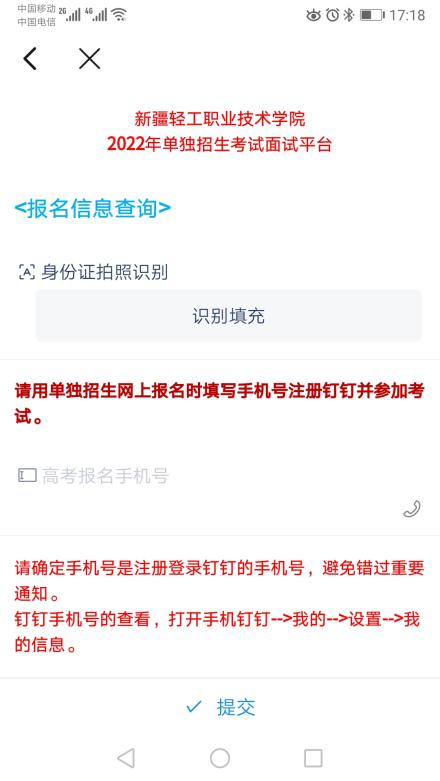 中国移动 2G 4G 17:18
中国电信
新疆轻工职业技术学院
2022年单独招生考试面试平台
<报名信息查询>
身份证拍照识别
识别填充
请用单独招生网上报名时填写手机号注册钉钉并参加考
试。
高考报名手机号
请确定手机号是注册登录钉钉的手机号，避免错过重要
通知。
钉钉手机号的查看，打开手机钉钉-->我的-->设置-->我
的信息。
提交